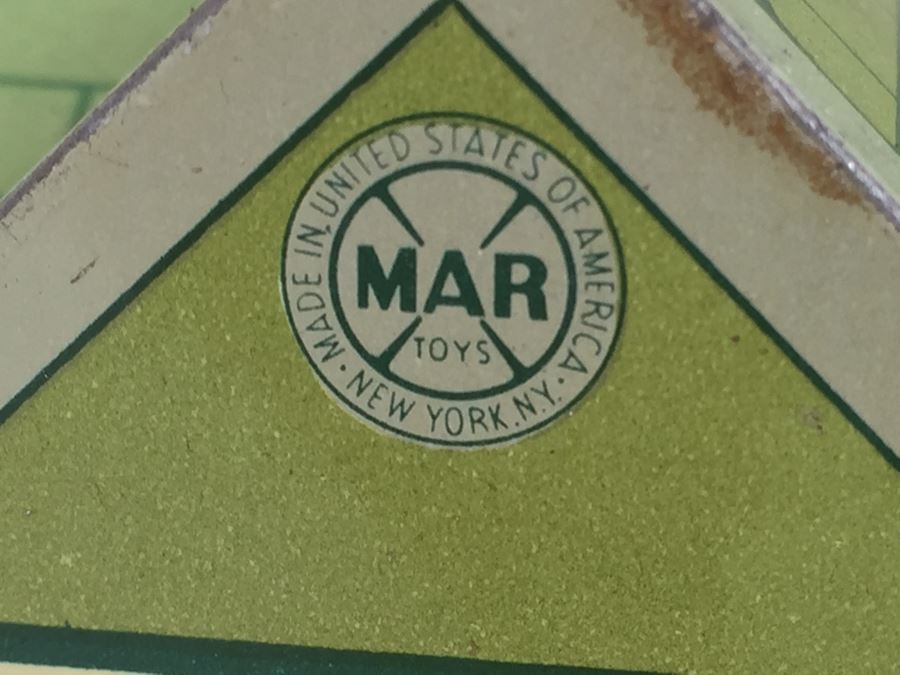 MADE IN UNITED STATES OF AMERICA
MAR
TOYS
· NEW YORK.N.Y. ·